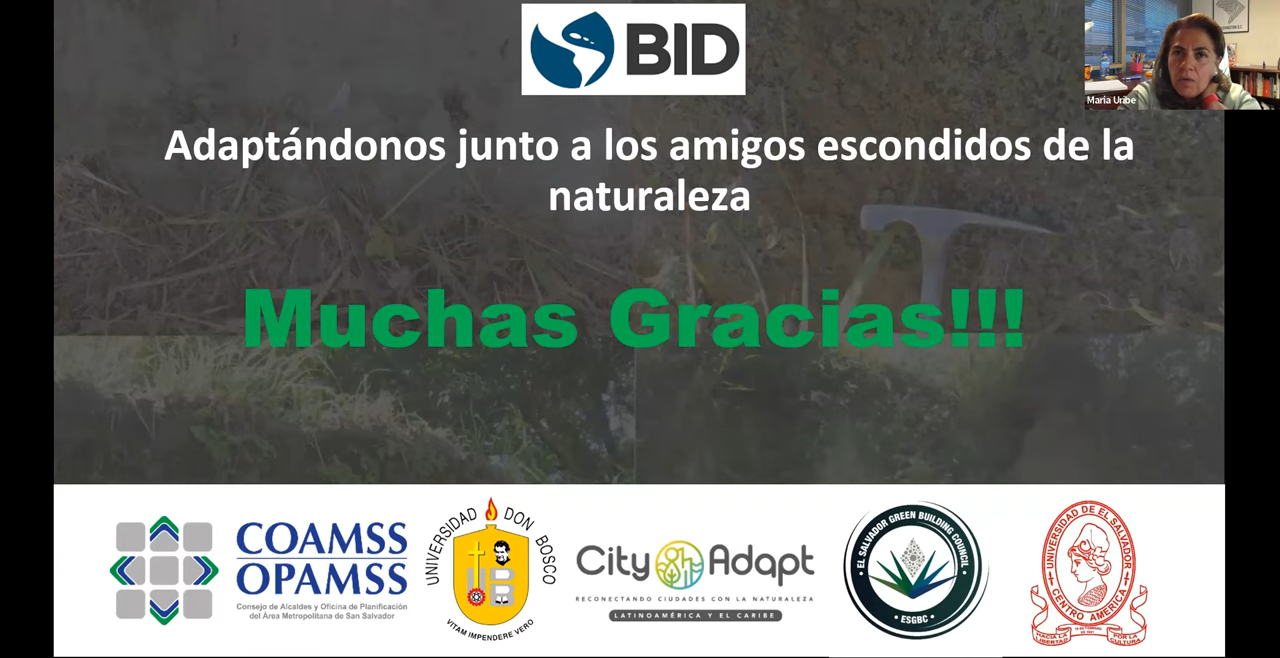 BID
Maria Uribe
Adaptándonos junto a los amigos escondidos de la
naturaleza
Muchas Gracias!!!
COAMSS
OPAMSS
Consejo de Alcaldes y Oficina de Planificación
del Área Metropolitana de San Salvador
UNIVERSIDAD DON BOSCO
VITAM IMPENDERE VERO
CityAdapt
RECONECTANDO CIUDADES CON LA NATURALEZA
LATINOAMÉRICA Y EL CARIBE
EL SALVADOR GREEN BUILDING COUNCIL
ESGBC
UNIVERSIDAD DE EL SALVADOR
CENTRO AMÉRICA
HACIA LA LIBERTAD
POR LA CULTURA